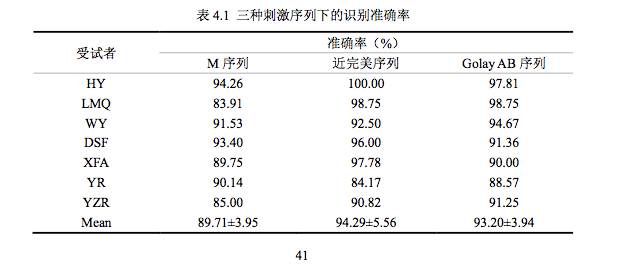 表 4.1 三种刺激序列下的识别准确率
受试者 准确率（%）
M 序列 近完美序列 Golay AB 序列
HY 94.26 100.00 97.81
LMQ 83.91 98.75 98.75
WY 91.53 92.50 94.67
DSF 93.40 96.00 91.36
XFA 89.75 97.78 90.00
YR 90.14 84.17 88.57
YZR 85.00 90.82 91.25
Mean 89.71±3.95 94.29±5.56 93.20±3.94
41